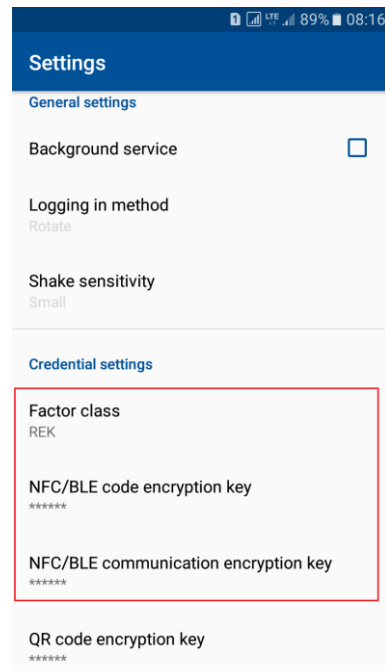 LTE 89% 08:16
Settings
General settings
Background service
Logging in method
Rotate
Shake sensitivity
Small
Credential settings
Factor class
REK
NFC/BLE code encryption key
******
NFC/BLE communication encryption key
******
QR code encryption key
******